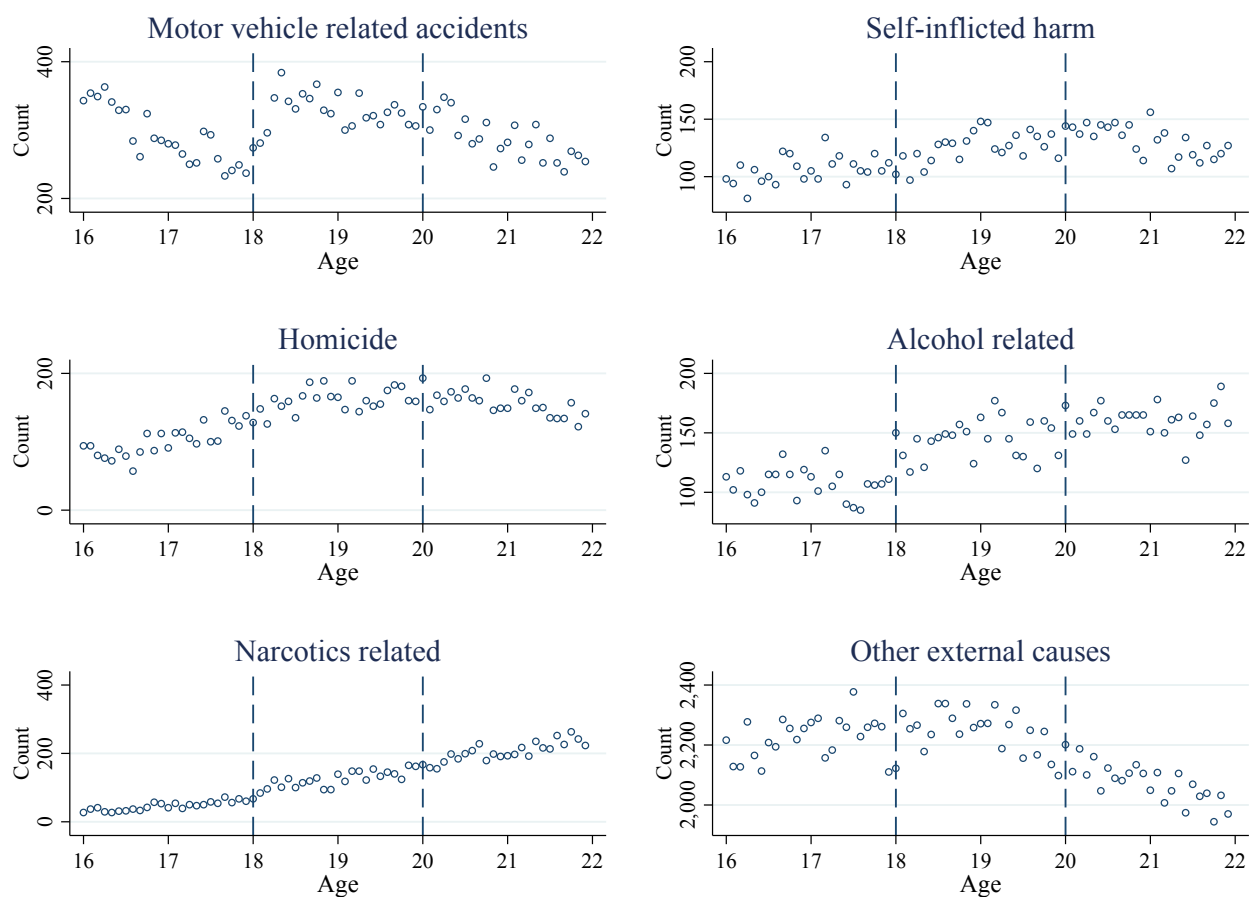 Motor vehicle related accidents
Count
400
200
16 17 18 19 20 21 22
Age
Self-inflicted harm
Count
200
150
100
16 17 18 19 20 21 22
Age
Homicide
Count
200
0
16 17 18 19 20 21 22
Age
Alcohol related
Count
200
150
100
16 17 18 19 20 21 22
Age
Narcotics related
Count
400
200
0
16 17 18 19 20 21 22
Age
Other external causes
Count
2,400
2,200
2,000
16 17 18 19 20 21 22
Age